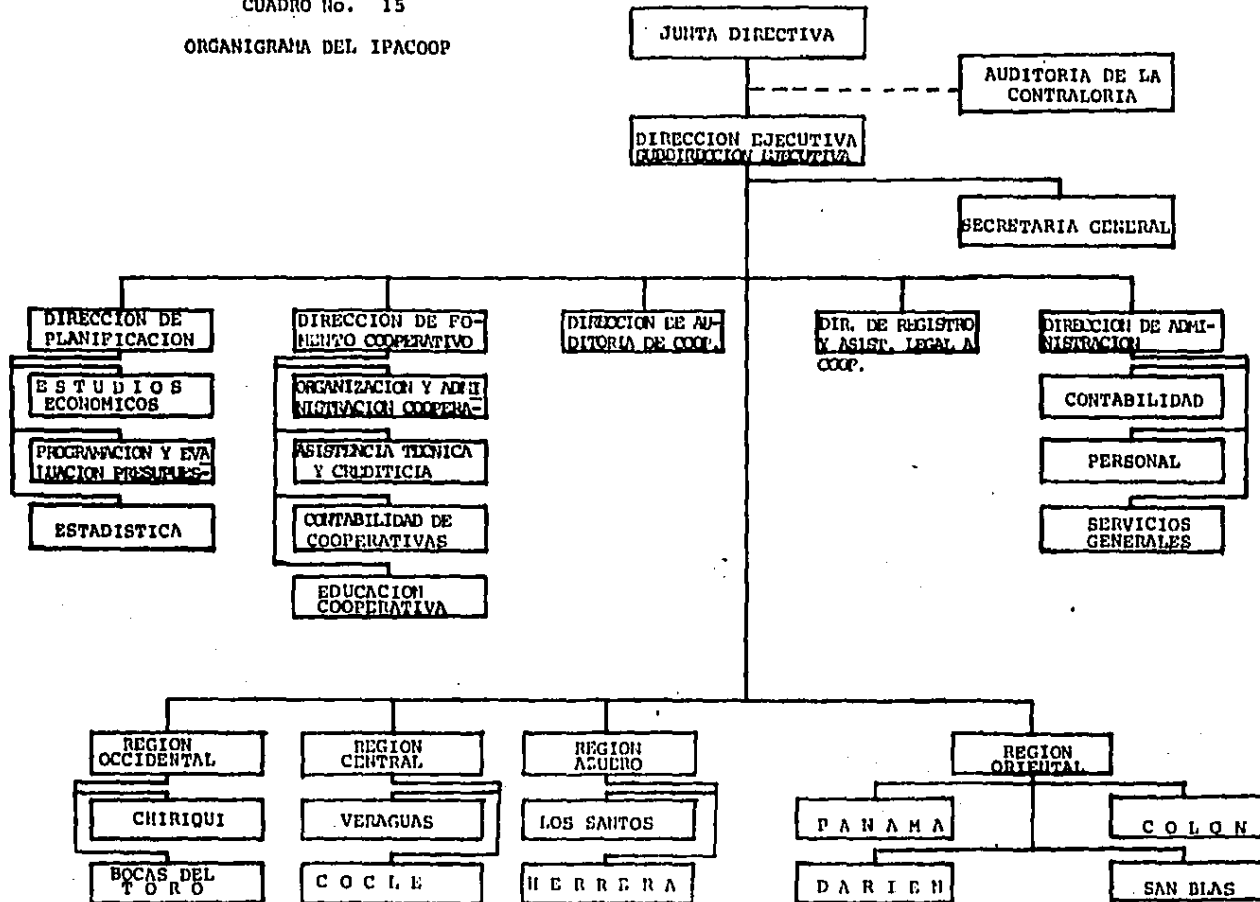 CUADRO No. 15
ORGANIGRAMA DEL IPACOOP
JUNTA DIRECTIVA
AUDITORIA DE LA
CONTRALORIA
DIRECCION EJECUTIVA
SUBDIRECCION EJECUTIVA
SECRETARIA GENERAL
DIRECCION DE
PLANIFICACION
DIRECCION DE FO-
MENTO COOPERATIVO
DIRECCION DE AU-
DITORIA DE COOP.
DIR. DE REGISTRO
Y ASIST. LEGAL A
COOP.
DIRECCION DE ADMI-
NISTRACION
ESTUDIOS
ECONOMICOS
ORGANIZACION Y ADMI
NISTRACION COOPERA-
CONTABILIDAD
PROGRAMACION Y EVA
LUACION PRESUPUES-
ASISTENCIA TECNICA
Y CREDITICIA
PERSONAL
ESTADISTICA
CONTABILIDAD DE
COOPERATIVAS
SERVICIOS
GENERALES
EDUCACION
COOPERATIVA
REGION
OCCIDENTAL
REGION
CENTRAL
REGION
AZUERO
REGION
ORIENTAL
CHIRIQUI
VERAGUAS
LOS SANTOS
PANAMA
COLON
BOCAS DEL
TORO
COCLE
HERRERA
DARIEN
SAN BLAS